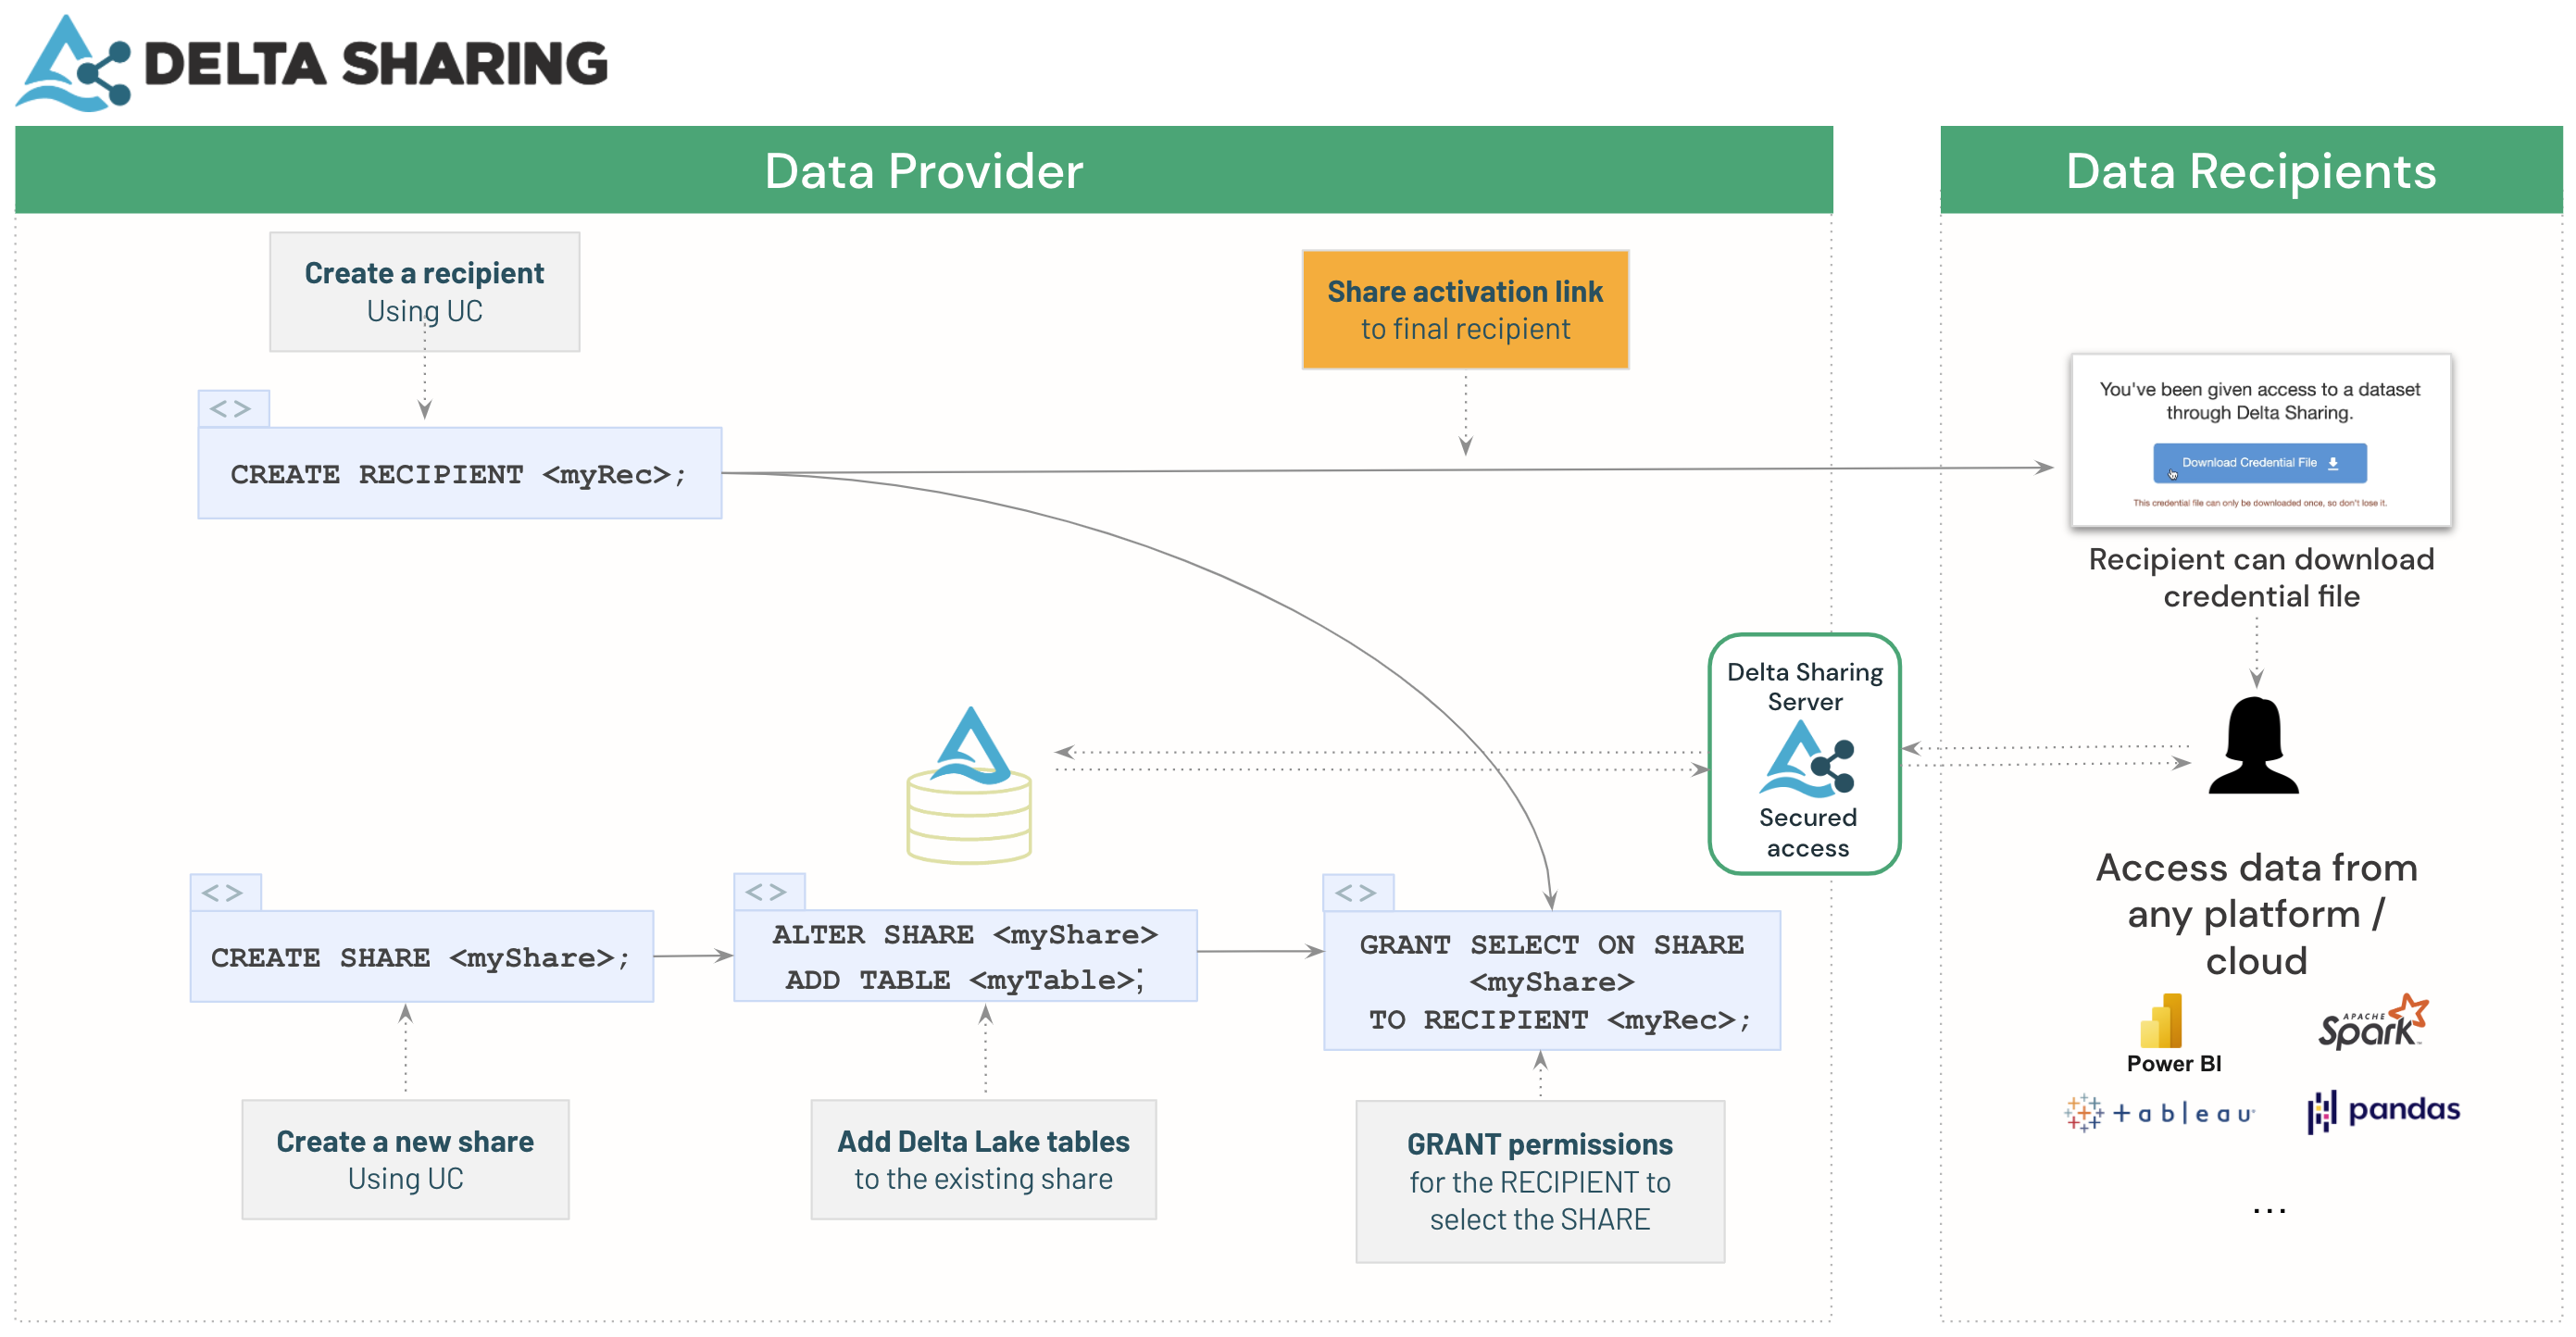 DELTA SHARING
Data Provider
Data Recipients
Create a recipient
Using UC
Share activation link
to final recipient
<>
CREATE RECIPIENT <myRec>;
You've been given access to a dataset
through Delta Sharing.
Download Credential File
This credential file can only be downloaded once, so don't lose it.
Recipient can download
credential file
Delta Sharing
Server
Secured
access
Access data from
any platform /
cloud
<>
CREATE SHARE <myShare>;
<>
ALTER SHARE <myShare>
ADD TABLE <myTable>;
<>
GRANT SELECT ON SHARE
<myShare>
TO RECIPIENT <myRec>;
Create a new share
Using UC
Add Delta Lake tables
to the existing share
GRANT permissions
for the RECIPIENT to
select the SHARE
Power BI
APACHE
Spark™
+ableau
pandas
...